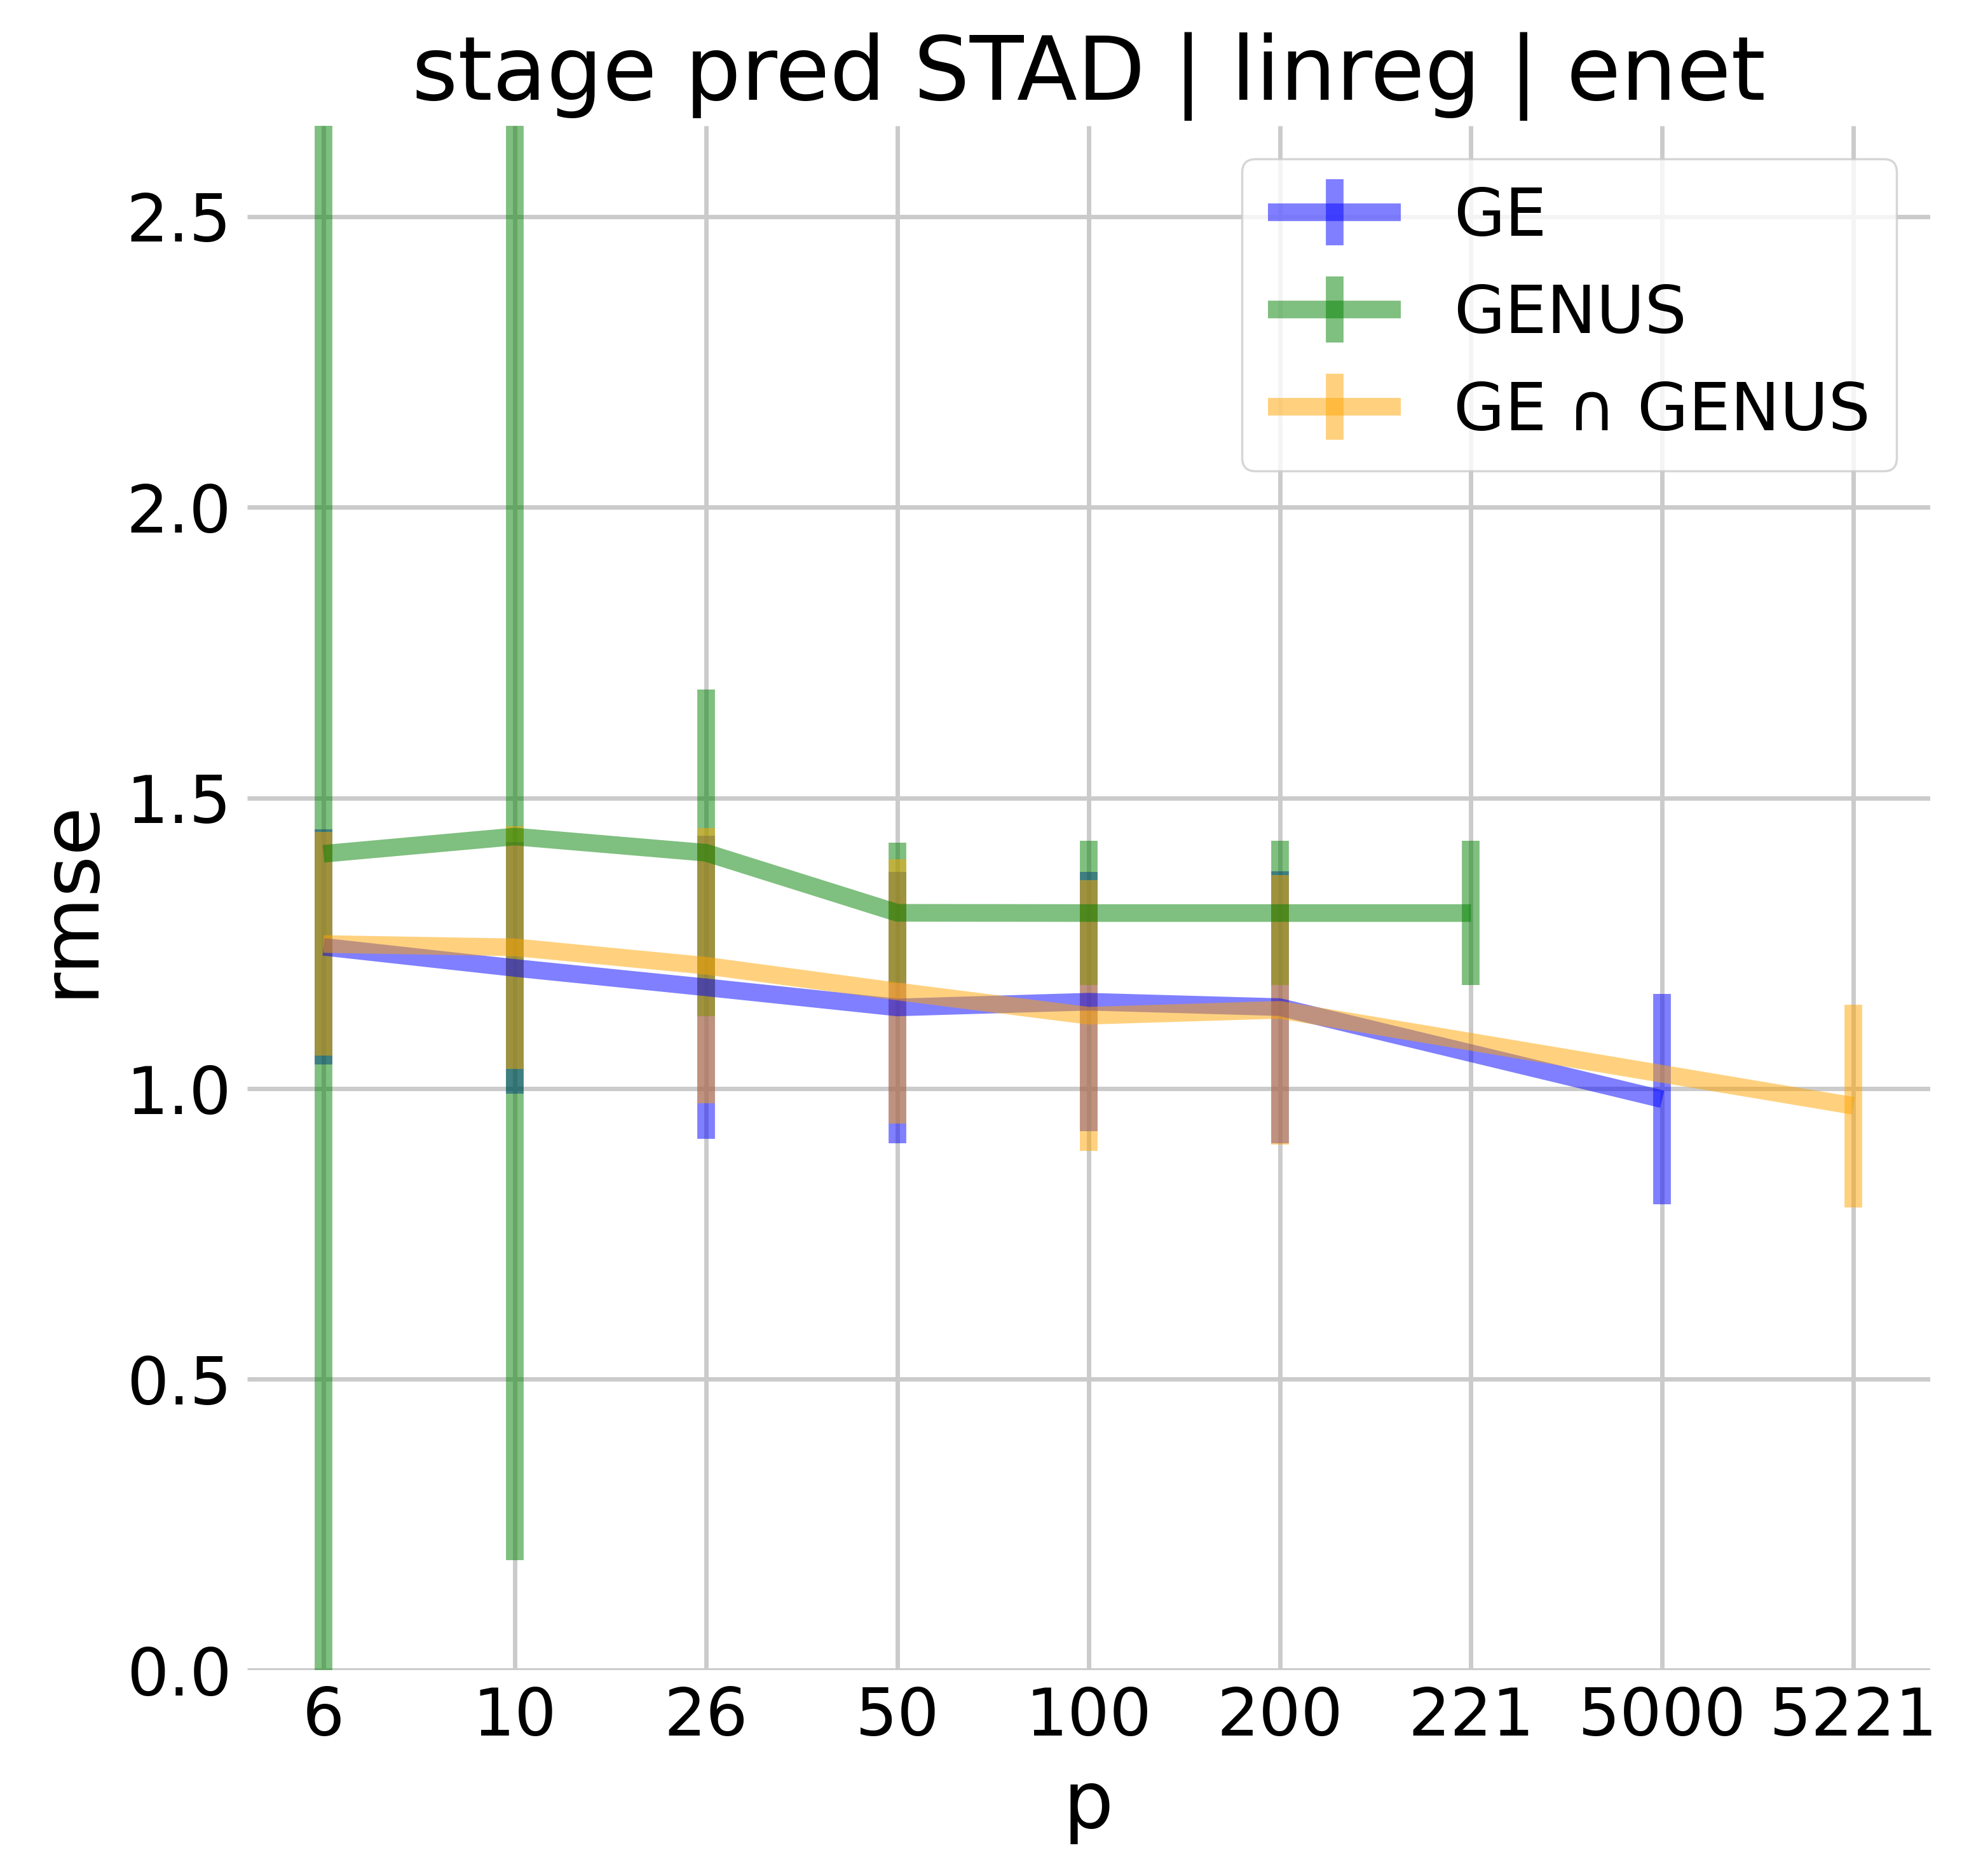 stage pred STAD | linreg | enet
GE
GENUS
GE ∩ GENUS
2.5
2.0
1.5
1.0
0.5
0.0
rmse
6 10 26 50 100 200 221 5000 5221
p